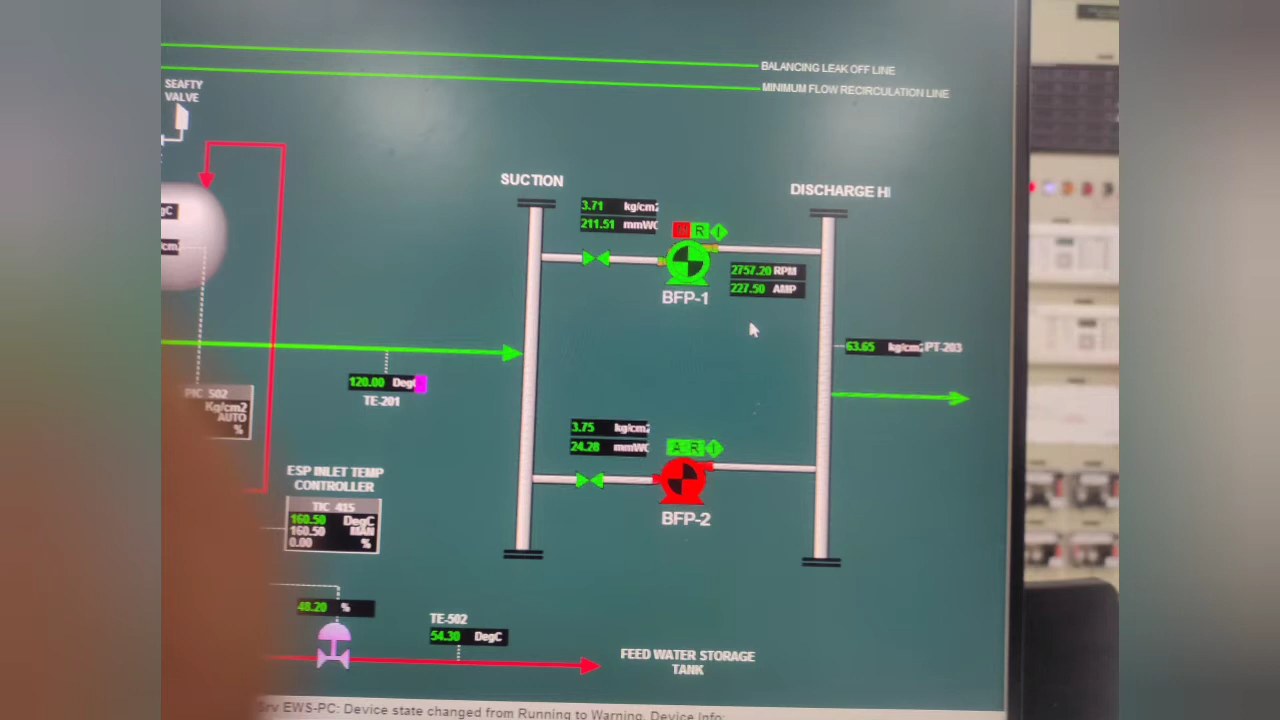 BALANCING LEAK OFF LINE
MINIMUM FLOW RECIRCULATION LINE
SEAFTY
VALVE
SUCTION
DISCHARGE
3.71 kg/cm2
211.51 mmWC
R I
2757.20 RPM
227.50 AMP
BFP-1
63.65 kg/cm2 PT-203
120.00 DegC
TE-201
PIC 502
Kg/cm2
AUTO
%
3.75 kg/cm2
24.28 mmWC
A R I
BFP-2
ESP INLET TEMP
CONTROLLER
TIC 415
160.50 DegC
160.50 MAN
0.00 %
48.20 %
TE-502
54.30 DegC
FEED WATER STORAGE
TANK
Srv EWS-PC: Device state changed from Running to Warning. Device Info: